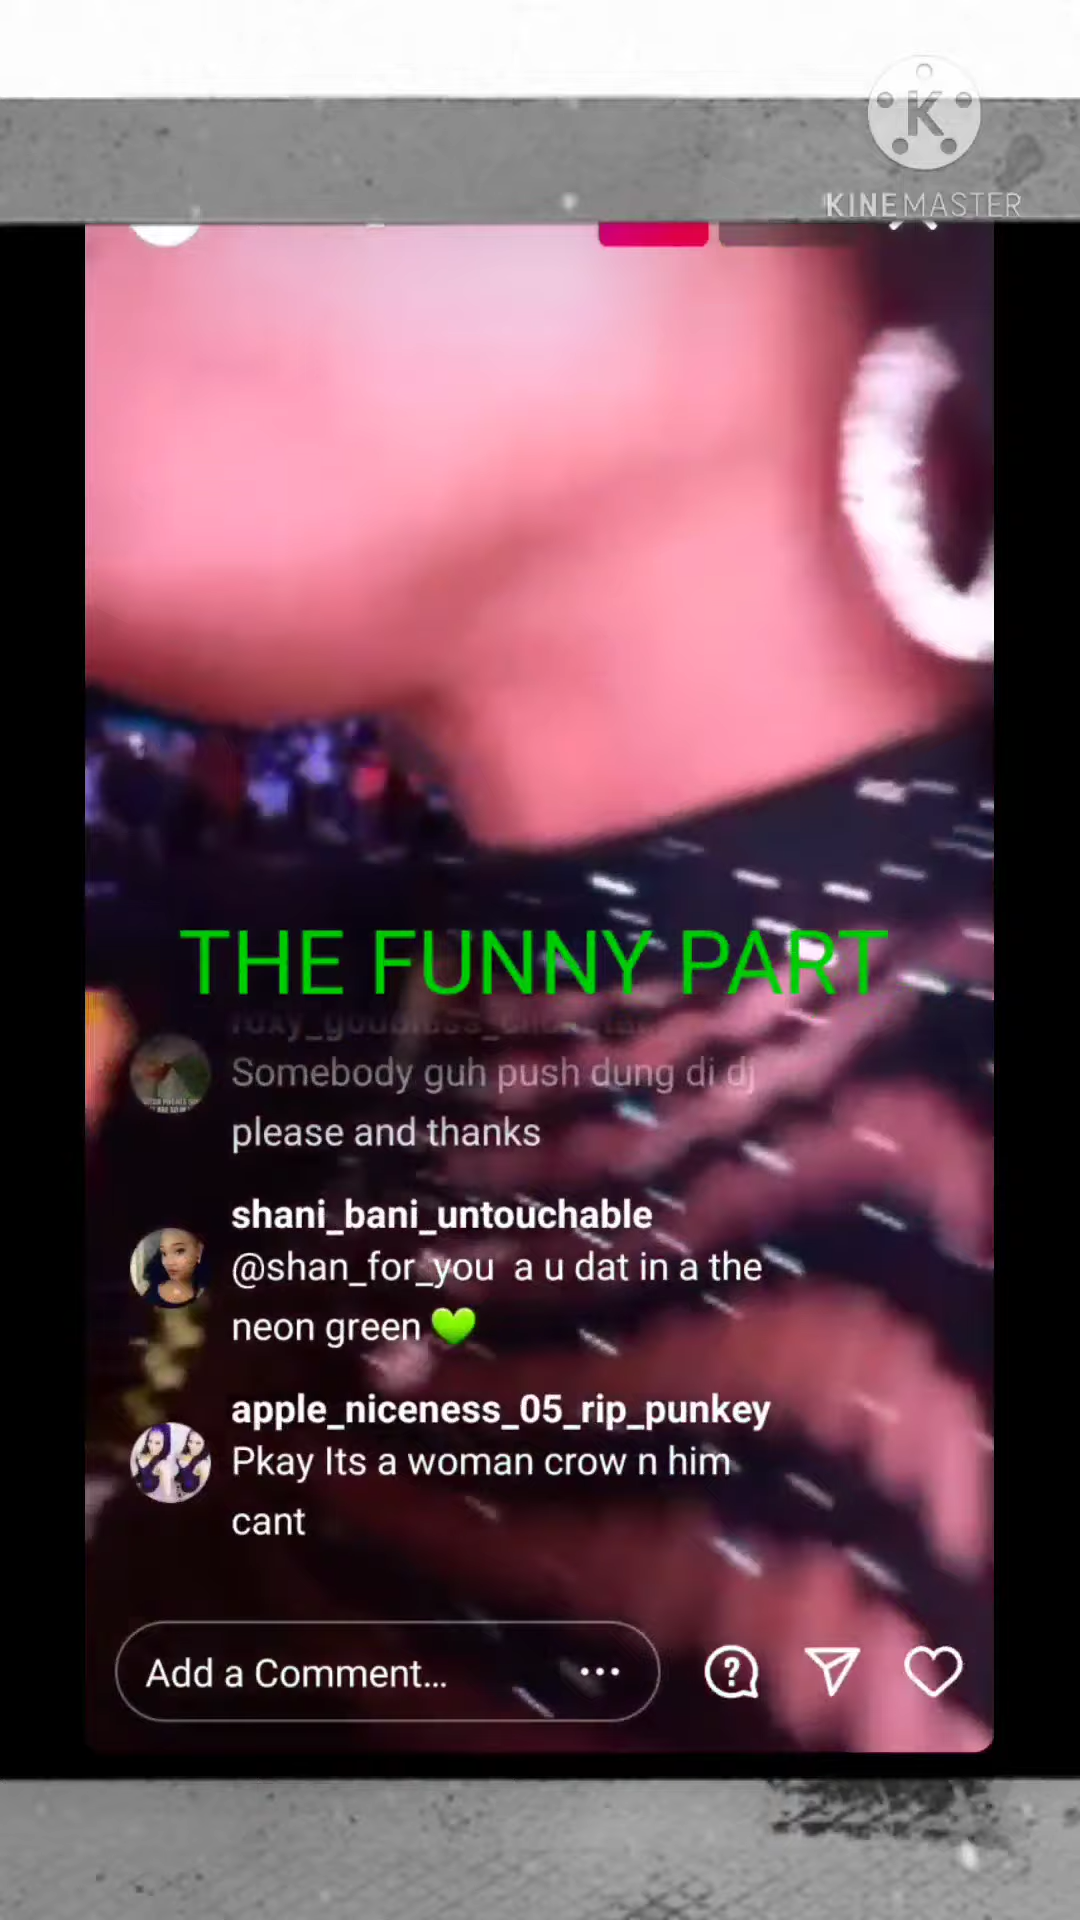 K
KINEMASTER
THE FUNNY PART
Somebody guh push dung di dj
please and thanks
shani_bani_untouchable
@shan_for_you a u dat in a the
neon green 💚
apple_niceness_05_rip_punkey
Pkay Its a woman crow n him
cant
Add a Comment...